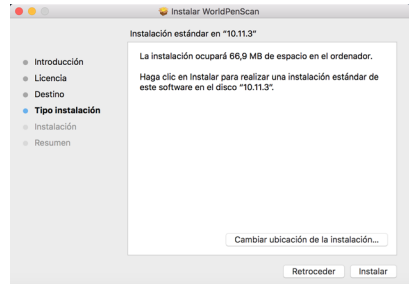 Instalar WorldPenScan
Instalación estándar en “10.11.3”
Introducción
Licencia
Destino
Tipo instalación
Instalación
Resumen
La instalación ocupará 66,9 MB de espacio en el ordenador.
Haga clic en Instalar para realizar una instalación estándar de
este software en el disco “10.11.3”.
Cambiar ubicación de la instalación...
Retroceder
Instalar